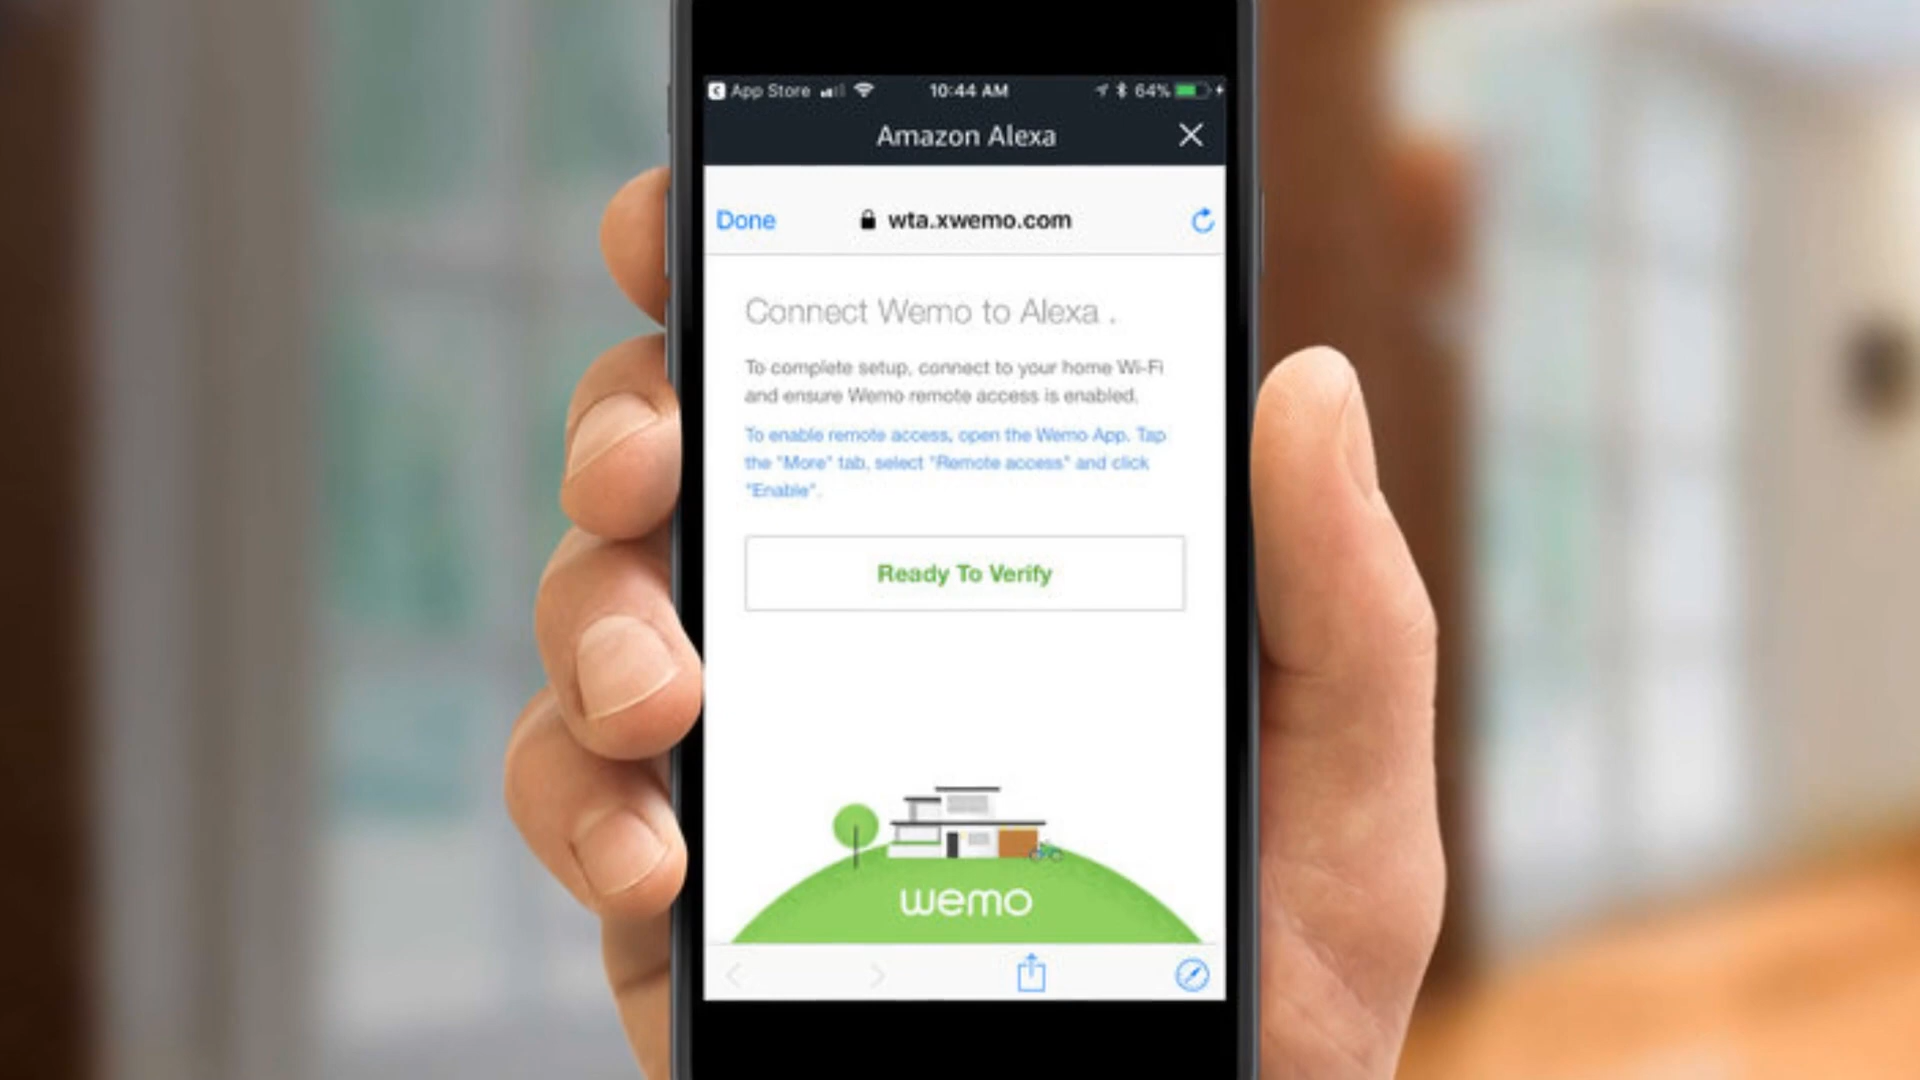 App Store 10:44 AM 64%
Amazon Alexa
Done wta.xwemo.com
Connect Wemo to Alexa .
To complete setup, connect to your home Wi-Fi
and ensure Wemo remote access is enabled.
To enable remote access, open the Wemo App. Tap
the "More" tab, select "Remote access" and click
"Enable".
Ready To Verify
wemo